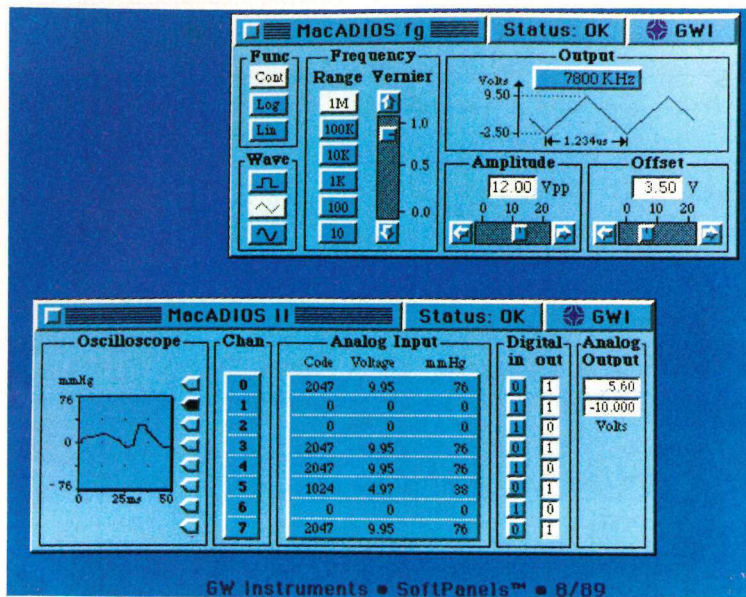 MacADIOS fg Status: OK GWI
Func Frequency Output
Cont Range Vernier Volts 7800 KHz
Log 1M 9.50
Lin 100K 1.0
10K -2.50 1.234us
Wave 1K 0.5 Amplitude Offset
100 12.00 Vpp 3.50 V
10 0.0 0 10 20 0 10 20
MacADIOS II Status: OK GWI
Oscilloscope Chan Analog Input Digital Analog
Code Voltage mmHg in out Output
mmHg 0 2047 9.95 76 0 1 5.60
76 1 0 0 0 1 1 -10.000
2 0 0 0 1 0 Volts
0 3 2047 9.95 76 0 1
4 2047 9.95 76 1 0
-76 5 1024 4.97 38 0 1
0 25ms 50 6 0 0 0 1 0
7 2047 9.95 76 0 1
GW Instruments • SoftPanels™ • 8/89